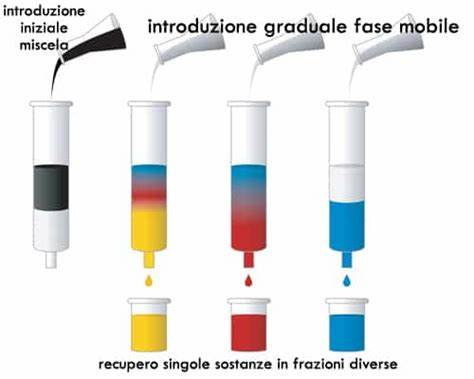 introduzione
iniziale
miscela
introduzione graduale fase mobile
recupero singole sostanze in frazioni diverse